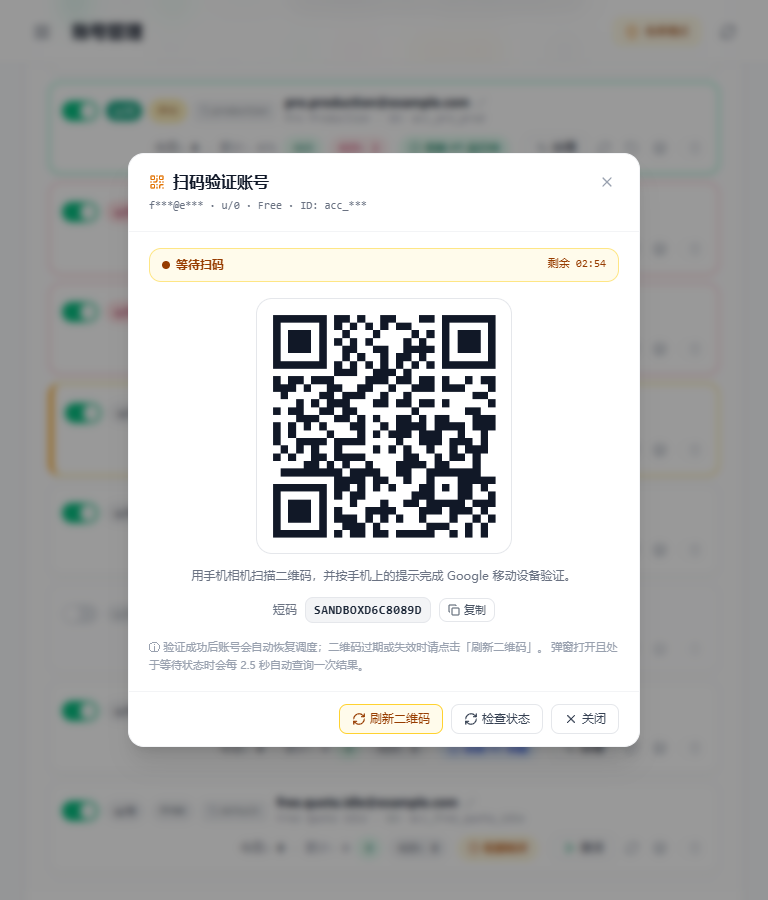 账号管理
扫码验证账号
f***@e*** · u/0 · Free · ID: acc_***
等待扫码
剩余 02:54
用手机相机扫描二维码，并按手机上的提示完成 Google 移动设备验证。
短码 SANDBOXD6C8089D 复制
验证成功后账号会自动恢复调度；二维码过期或失效时请点击「刷新二维码」。 弹窗打开且处
于等待状态时会每 2.5 秒自动查询一次结果。
刷新二维码 检查状态 关闭